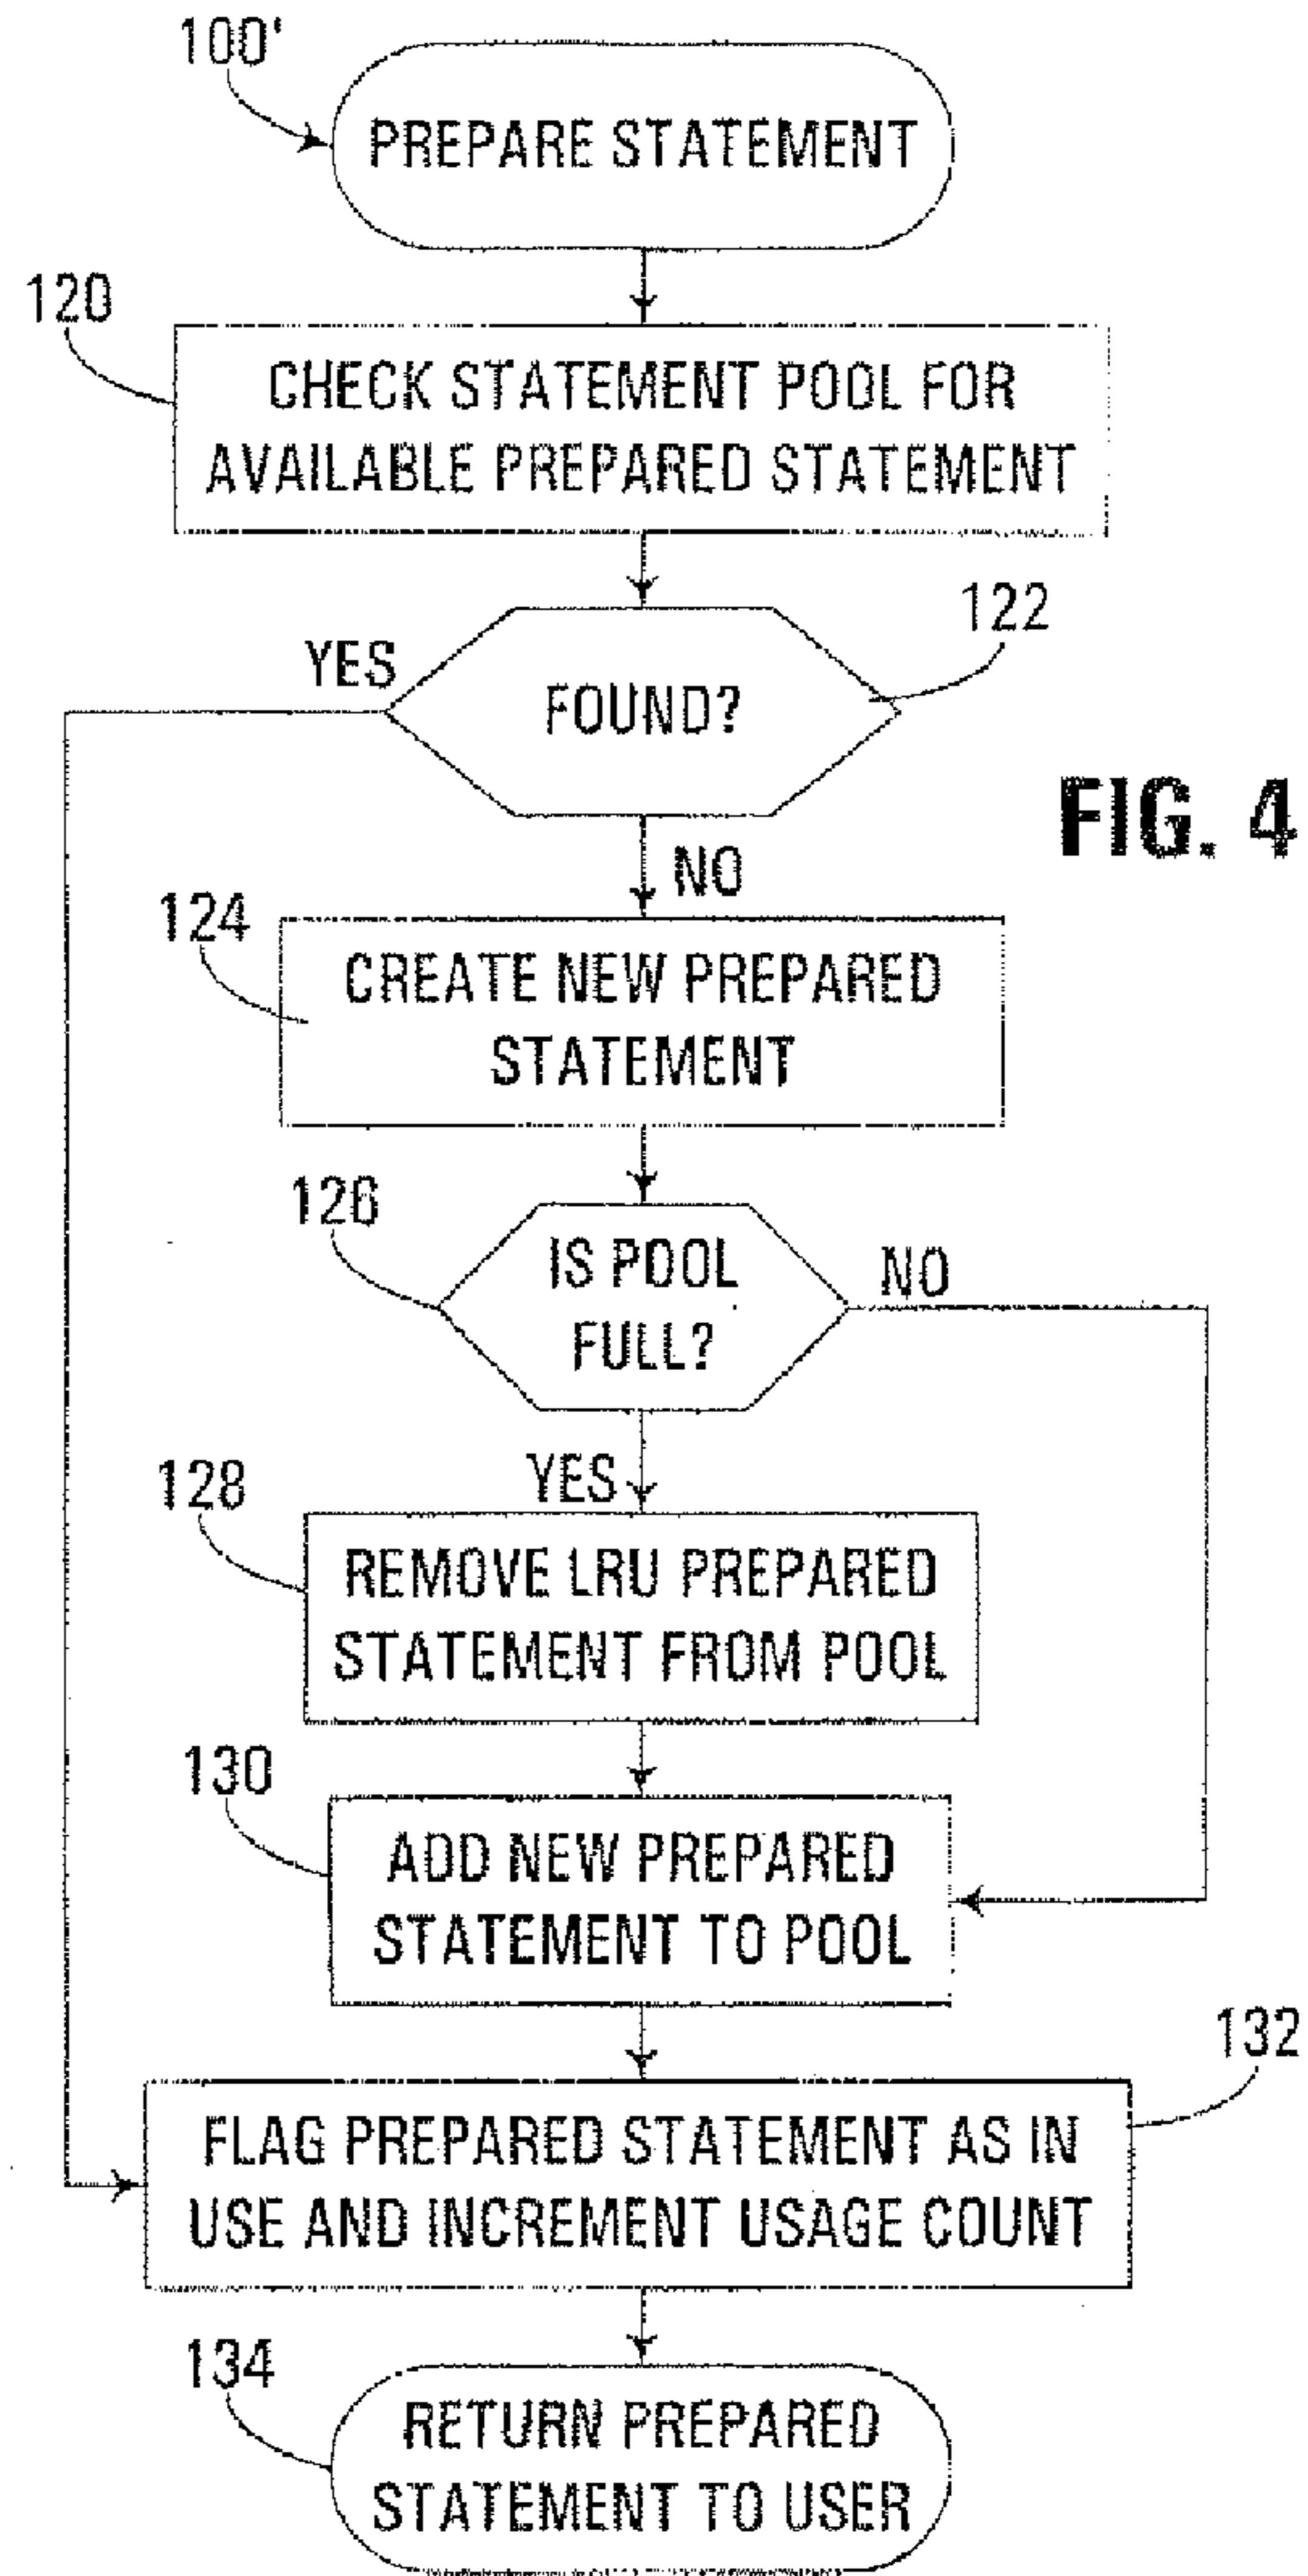 100'
PREPARE STATEMENT
120
CHECK STATEMENT POOL FOR
AVAILABLE PREPARED STATEMENT
122
YES
FOUND?
FIG. 4
NO
124
CREATE NEW PREPARED
STATEMENT
126
IS POOL
FULL?
NO
YES
128
REMOVE LRU PREPARED
STATEMENT FROM POOL
130
ADD NEW PREPARED
STATEMENT TO POOL
132
FLAG PREPARED STATEMENT AS IN
USE AND INCREMENT USAGE COUNT
134
RETURN PREPARED
STATEMENT TO USER